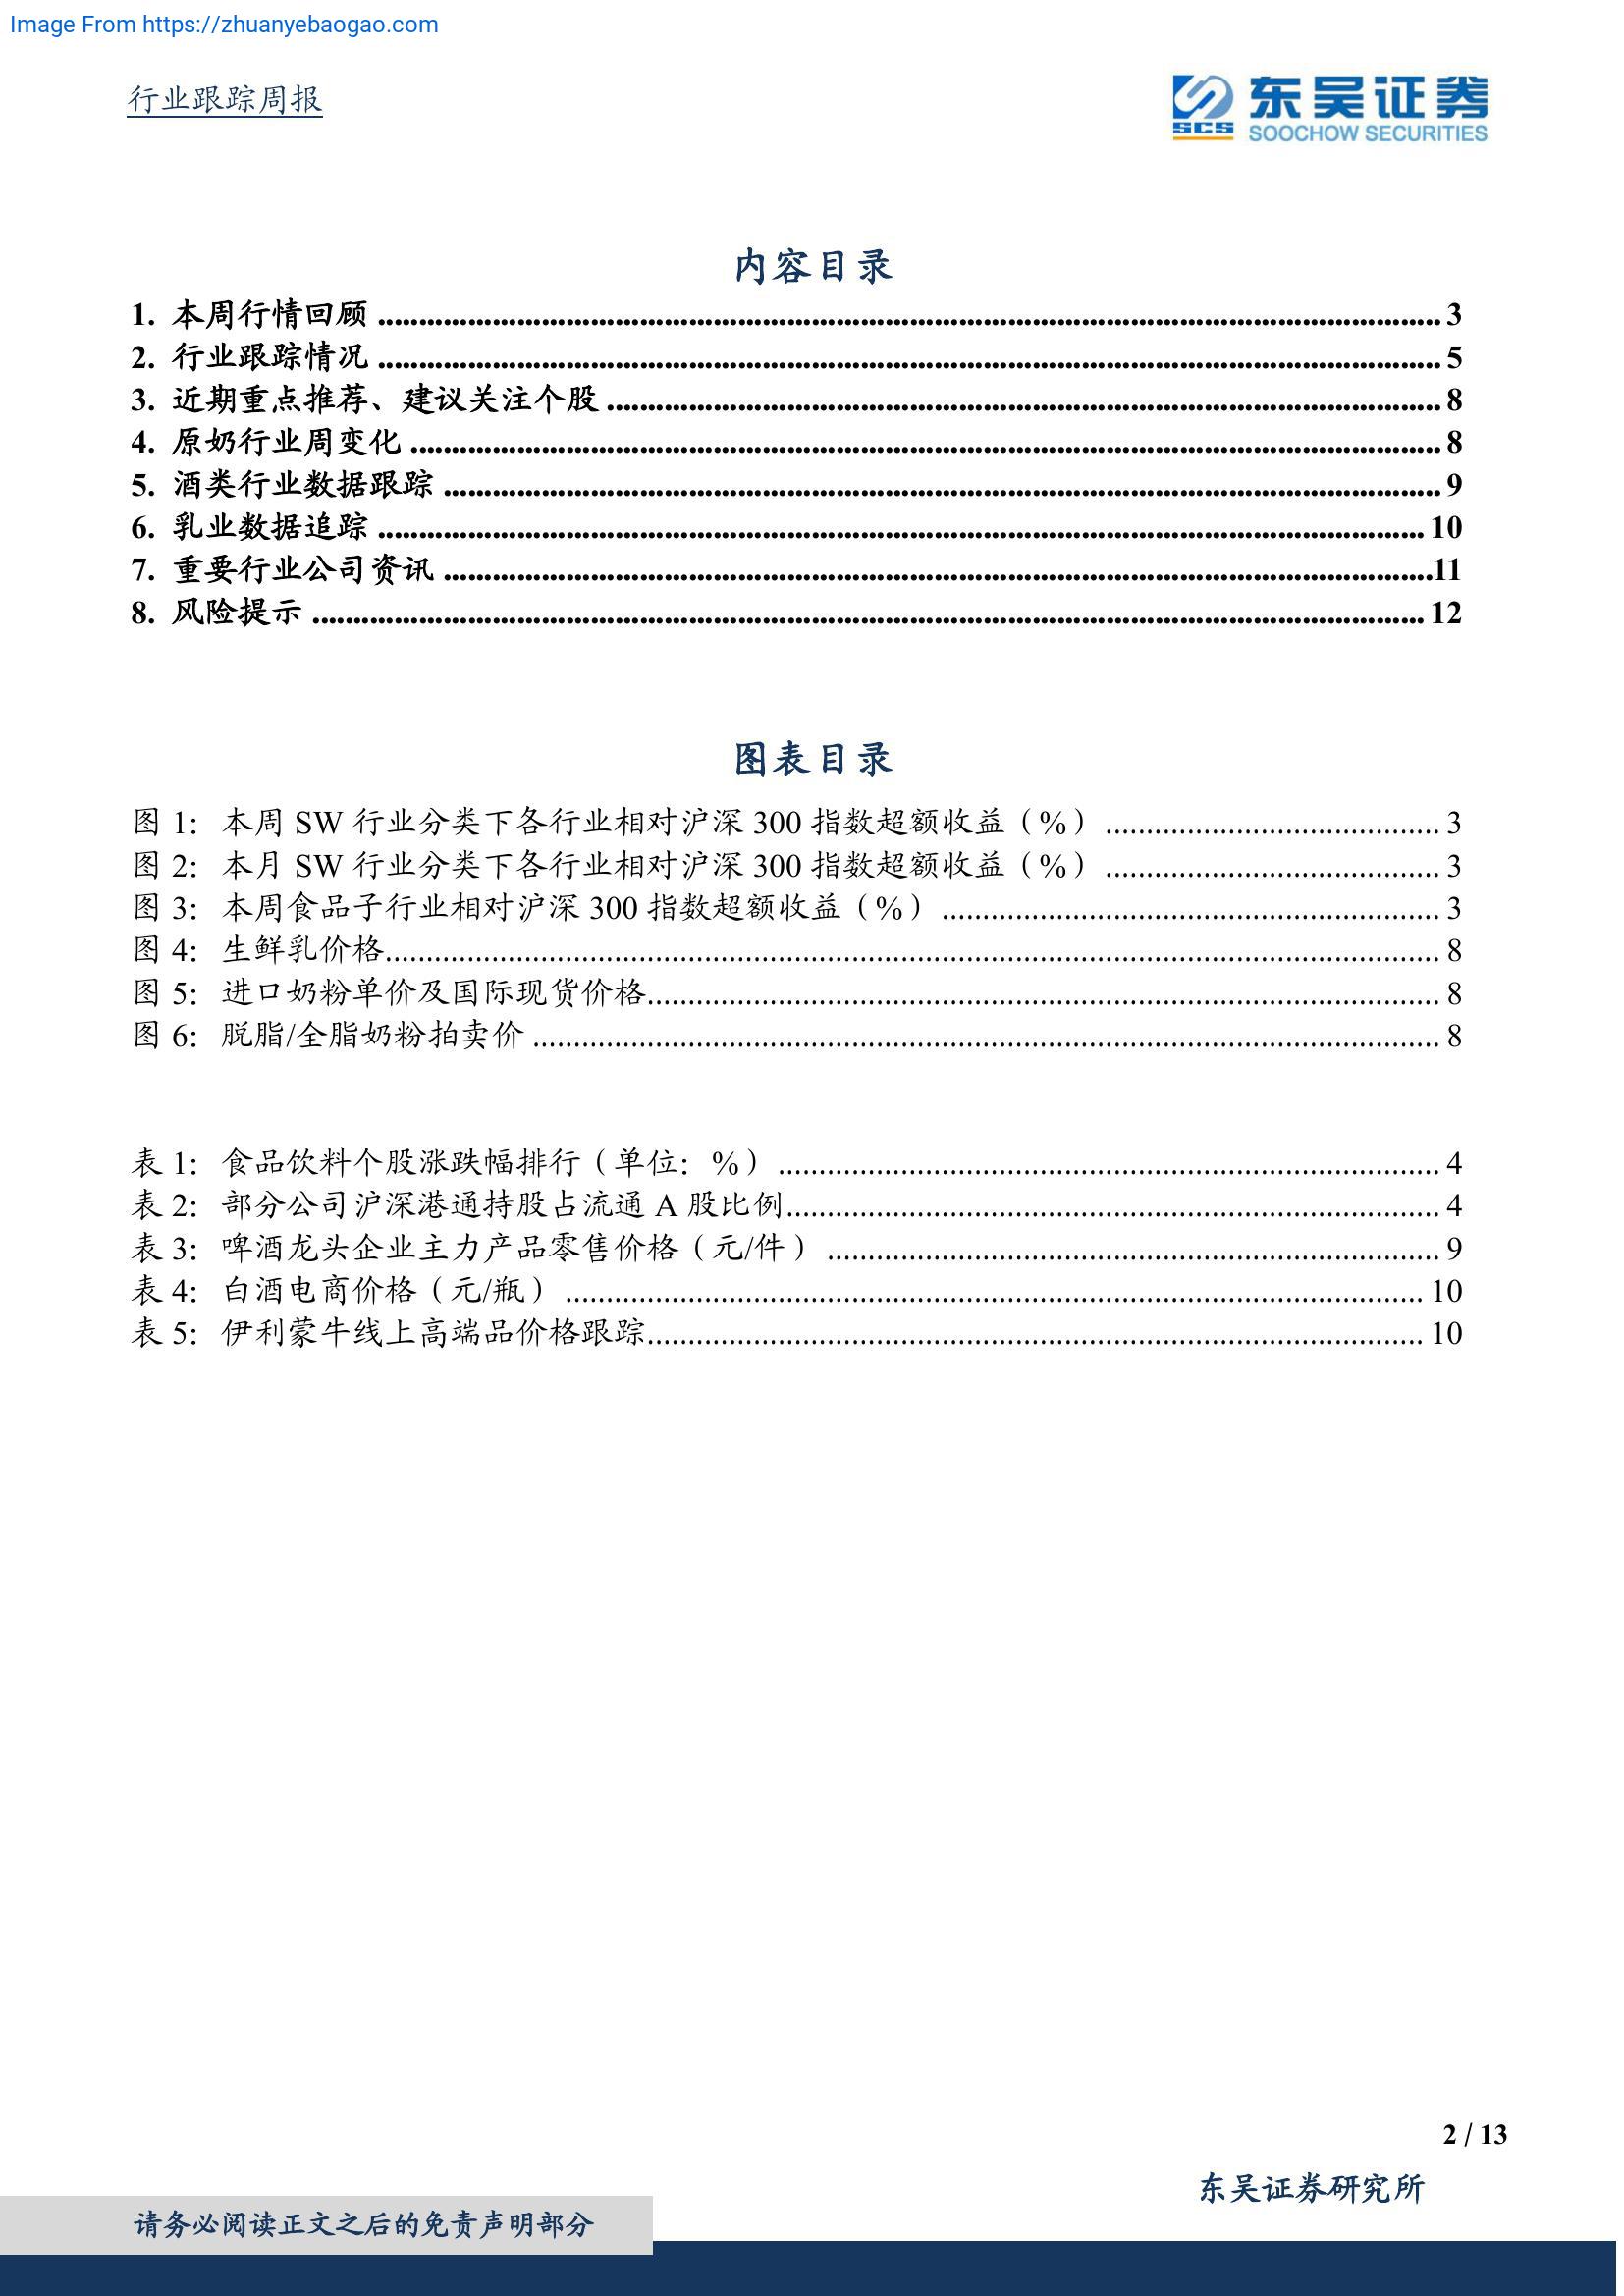 Image From https://zhuanyebaogao.com
行业跟踪周报
SCS
东吴证券
SOOCHOW SECURITIES
内容目录
1. 本周行情回顾 3
2. 行业跟踪情况 5
3. 近期重点推荐、建议关注个股 8
4. 原奶行业周变化 8
5. 酒类行业数据跟踪 9
6. 乳业数据追踪 10
7. 重要行业公司资讯 11
8. 风险提示 12
图表目录
图 1: 本周 SW 行业分类下各行业相对沪深 300 指数超额收益（%） 3
图 2: 本月 SW 行业分类下各行业相对沪深 300 指数超额收益（%） 3
图 3: 本周食品子行业相对沪深 300 指数超额收益（%） 3
图 4: 生鲜乳价格 8
图 5: 进口奶粉单价及国际现货价格 8
图 6: 脱脂/全脂奶粉拍卖价 8
表 1: 食品饮料个股涨跌幅排行（单位：%） 4
表 2: 部分公司沪深港通持股占流通 A 股比例 4
表 3: 啤酒龙头企业主力产品零售价格（元/件） 9
表 4: 白酒电商价格（元/瓶） 10
表 5: 伊利蒙牛线上高端品价格跟踪 10
2 / 13
东吴证券研究所
请务必阅读正文之后的免责声明部分